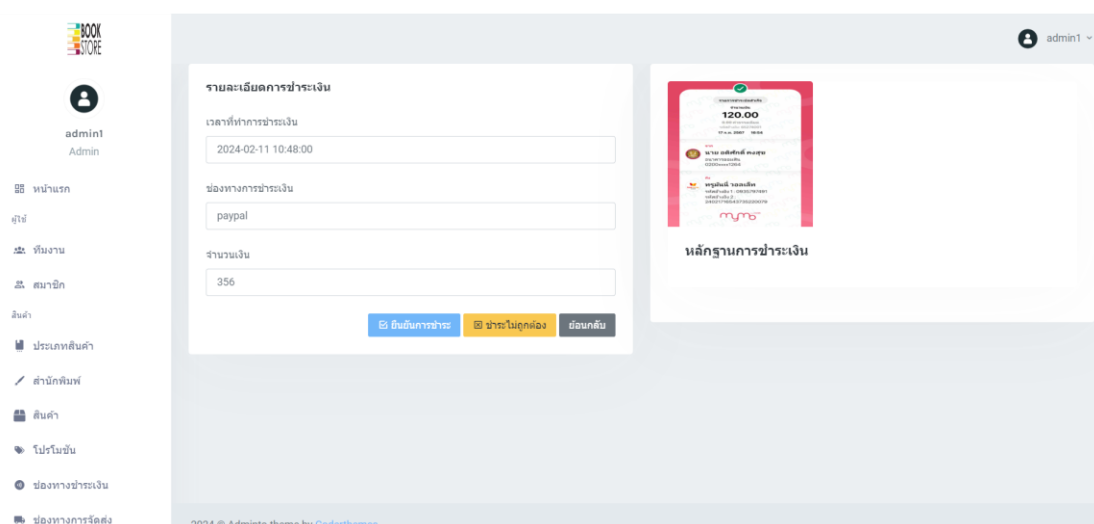 BOOK
STORE
admin1
admin1
Admin
หน้าแรก
ผู้ใช้
ทีมงาน
สมาชิก
สินค้า
ประเภทสินค้า
สำนักพิมพ์
สินค้า
โปรโมชั่น
ช่องทางชำระเงิน
ช่องทางการจัดส่ง
รายละเอียดการชำระเงิน
เวลาที่ทำการชำระเงิน
2024-02-11 10:48:00
ช่องทางการชำระเงิน
paypal
จำนวนเงิน
356
ยืนยันการชำระ
ชำระไม่ถูกต้อง
ย้อนกลับ
จำนวนเงิน
120.00
mymo
หลักฐานการชำระเงิน
2024 © Adminto theme by Coderthemes